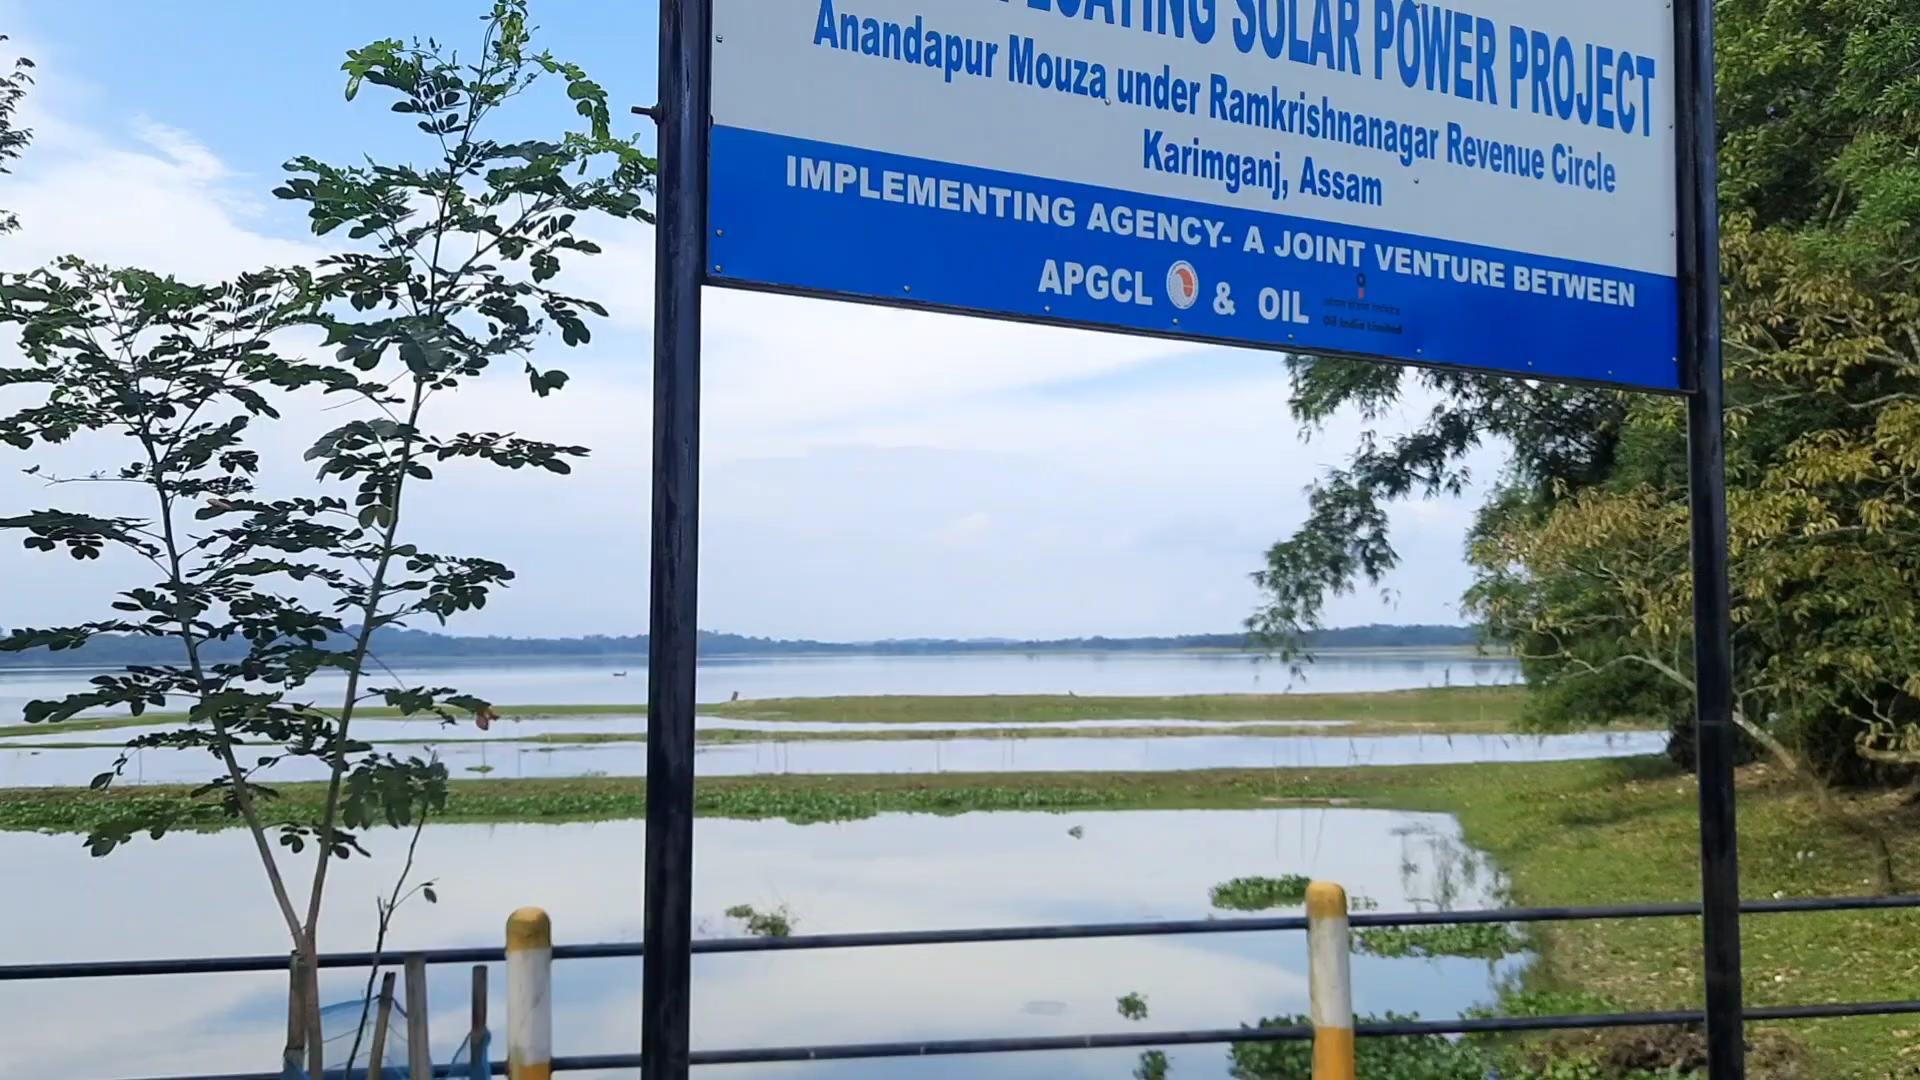 FLOATING SOLAR POWER PROJECT
Anandapur Mouza under Ramkrishnanagar Revenue Circle
Karimganj, Assam
IMPLEMENTING AGENCY- A JOINT VENTURE BETWEEN
APGCL & OIL
Oil India Limited